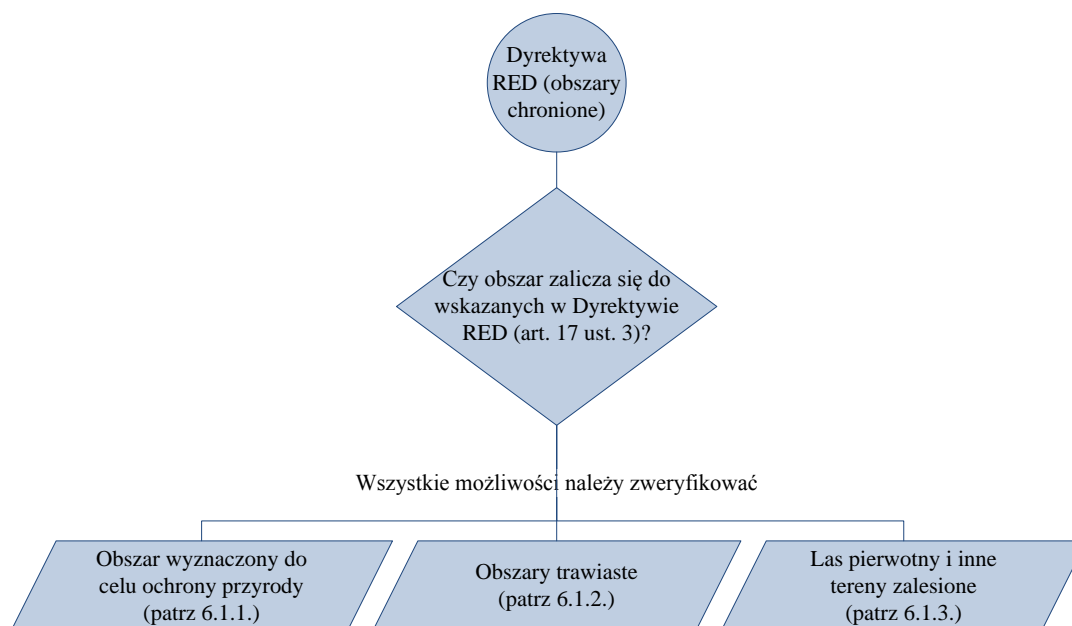 Dyrektywa
RED (obszary
chronione)
Czy obszar zalicza się do
wskazanych w Dyrektywie
RED (art. 17 ust. 3)?
Wszystkie możliwości należy zweryfikować
Obszar wyznaczony do
celu ochrony przyrody
(patrz 6.1.1.)
Obszary trawiaste
(patrz 6.1.2.)
Las pierwotny i inne
tereny zalesione
(patrz 6.1.3.)